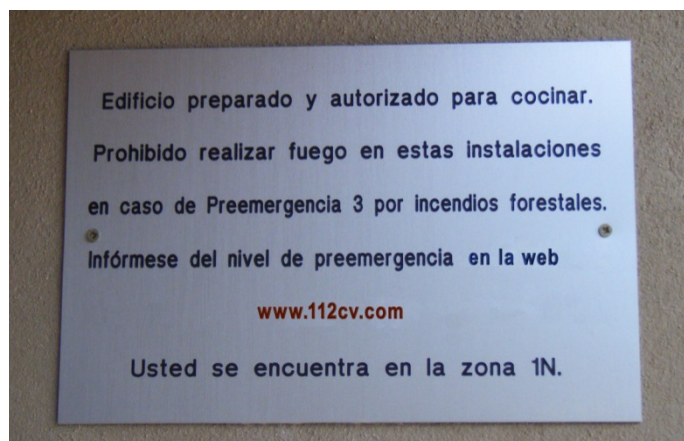 Edificio preparado y autorizado para cocinar.
Prohibido realizar fuego en estas instalaciones
en caso de Preemergencia 3 por incendios forestales.
Infórmese del nivel de preemergencia en la web
www.112cv.com
Usted se encuentra en la zona 1N.